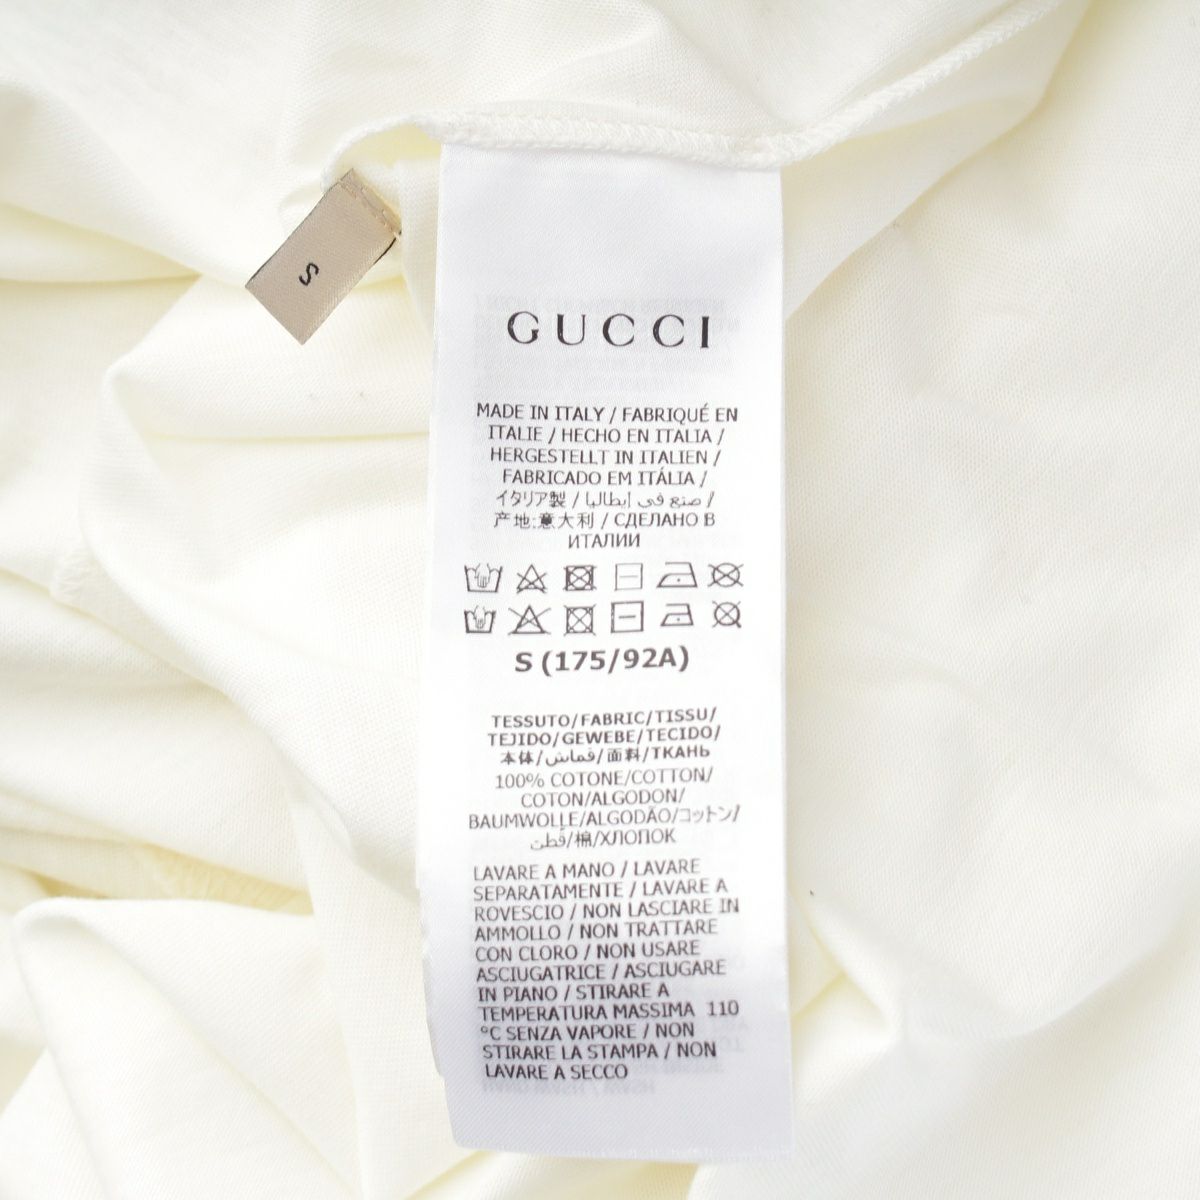 S
GUCCI
MADE IN ITALY / FABRIQUÉ EN
ITALIE / HECHO EN ITALIA /
HERGESTELLT IN ITALIEN /
FABRICADO EM ITÁLIA /
イタリア製 / صنع في إيطاليا /
产地:意大利 / СДЕЛАНО В
ИТАЛИИ
S (175/92A)
TESSUTO/FABRIC/TISSU/
TEJIDO/GEWEBE/TECIDO/
本体/قماش/面料/ТКАНЬ
100% COTONE/COTTON/
COTON/ALGODON/
BAUMWOLLE/ALGODÃO/コットン/
قطن/棉/ХЛОПОК
LAVARE A MANO / LAVARE
SEPARATAMENTE / LAVARE A
ROVESCIO / NON LASCIARE IN
AMMOLLO / NON TRATTARE
CON CLORO / NON USARE
ASCIUGATRICE / ASCIUGARE
IN PIANO / STIRARE A
TEMPERATURA MASSIMA 110
°C SENZA VAPORE / NON
STIRARE LA STAMPA / NON
LAVARE A SECCO